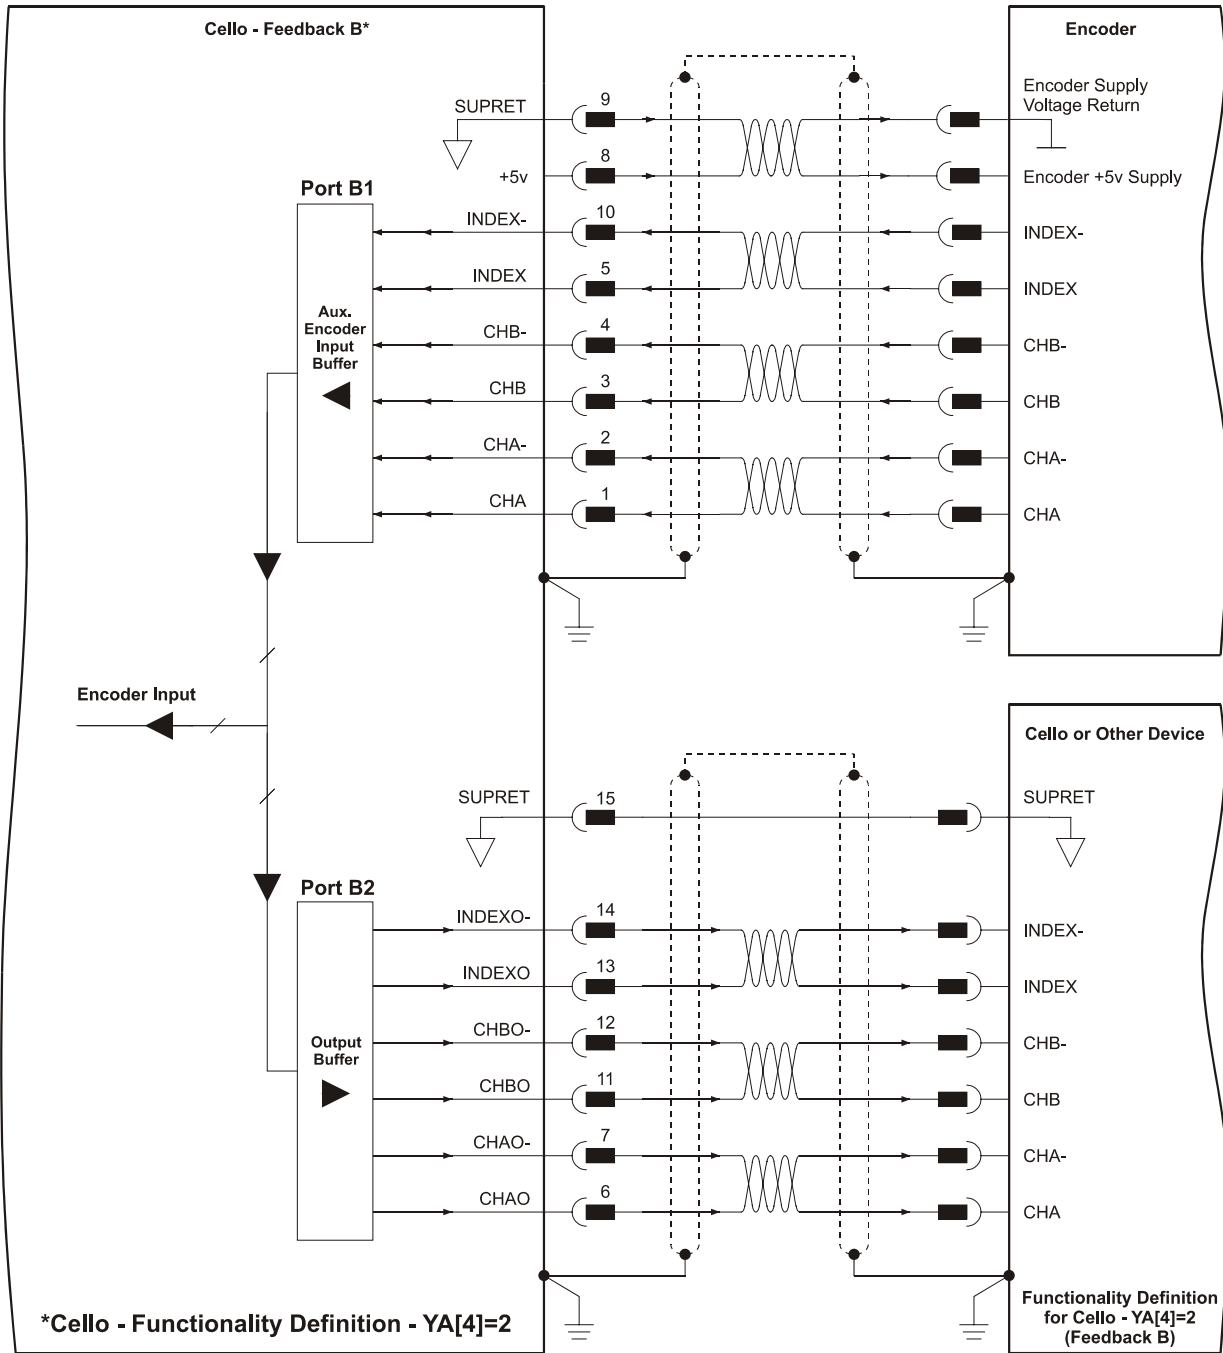 Cello - Feedback B*
Encoder
SUPRET
9
Encoder Supply
Voltage Return
+5v
8
Encoder +5v Supply
Port B1
INDEX-
10
INDEX-
INDEX
5
INDEX
Aux.
Encoder
Input
Buffer
CHB-
4
CHB-
CHB
3
CHB
CHA-
2
CHA-
CHA
1
CHA
Encoder Input
Cello or Other Device
SUPRET
15
SUPRET
Port B2
INDEXO-
14
INDEX-
INDEXO
13
INDEX
Output
Buffer
CHBO-
12
CHB-
CHBO
11
CHB
CHAO-
7
CHA-
CHAO
6
CHA
*Cello - Functionality Definition - YA[4]=2
Functionality Definition
for Cello - YA[4]=2
(Feedback B)